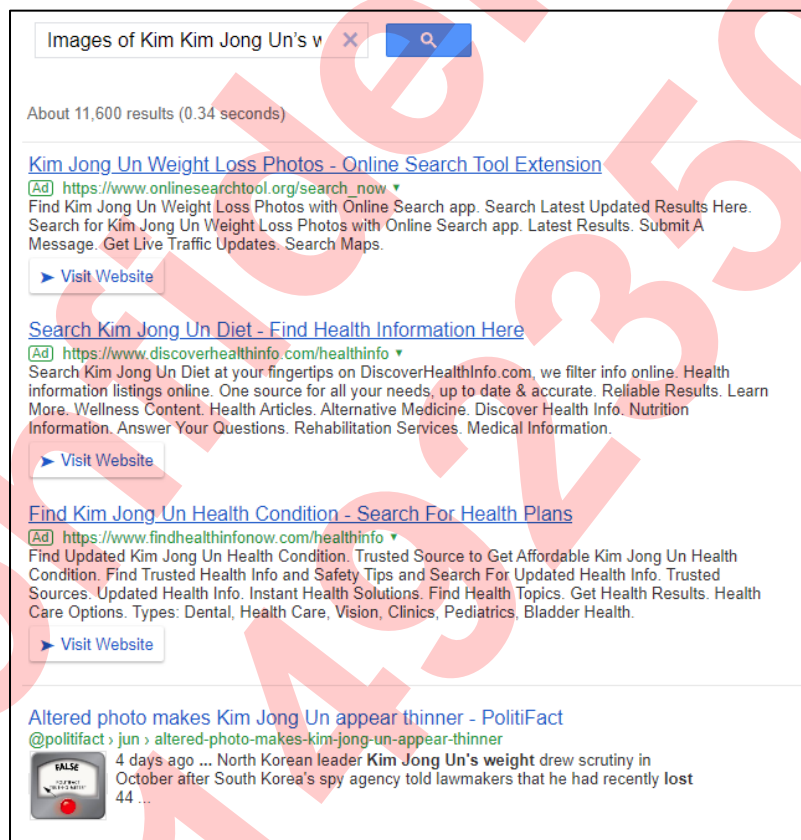 Images of Kim Kim Jong Un's w
About 11,600 results (0.34 seconds)
Kim Jong Un Weight Loss Photos - Online Search Tool Extension
Ad https://www.onlinesearchtool.org/search_now
Find Kim Jong Un Weight Loss Photos with Online Search app. Search Latest Updated Results Here.
Search for Kim Jong Un Weight Loss Photos with Online Search app. Latest Results. Submit A
Message. Get Live Traffic Updates. Search Maps.
Visit Website
Search Kim Jong Un Diet - Find Health Information Here
Ad https://www.discoverhealthinfo.com/healthinfo
Search Kim Jong Un Diet at your fingertips on DiscoverHealthInfo.com, we filter info online. Health
information listings online. One source for all your needs, up to date & accurate. Reliable Results. Learn
More. Wellness Content. Health Articles. Alternative Medicine. Discover Health Info. Nutrition
Information. Answer Your Questions. Rehabilitation Services. Medical Information.
Visit Website
Find Kim Jong Un Health Condition - Search For Health Plans
Ad https://www.findhealthinfonow.com/healthinfo
Find Updated Kim Jong Un Health Condition. Trusted Source to Get Affordable Kim Jong Un Health
Condition. Find Trusted Health Info and Safety Tips and Search For Updated Health Info. Trusted
Sources. Updated Health Info. Instant Health Solutions. Find Health Topics. Get Health Results. Health
Care Options. Types: Dental, Health Care, Vision, Clinics, Pediatrics, Bladder Health.
Visit Website
Altered photo makes Kim Jong Un appear thinner - PolitiFact
@politifact › jun › altered-photo-makes-kim-jong-un-appear-thinner
FALSE
4 days ago ... North Korean leader Kim Jong Un's weight drew scrutiny in
October after South Korea's spy agency told lawmakers that he had recently lost
44 ...